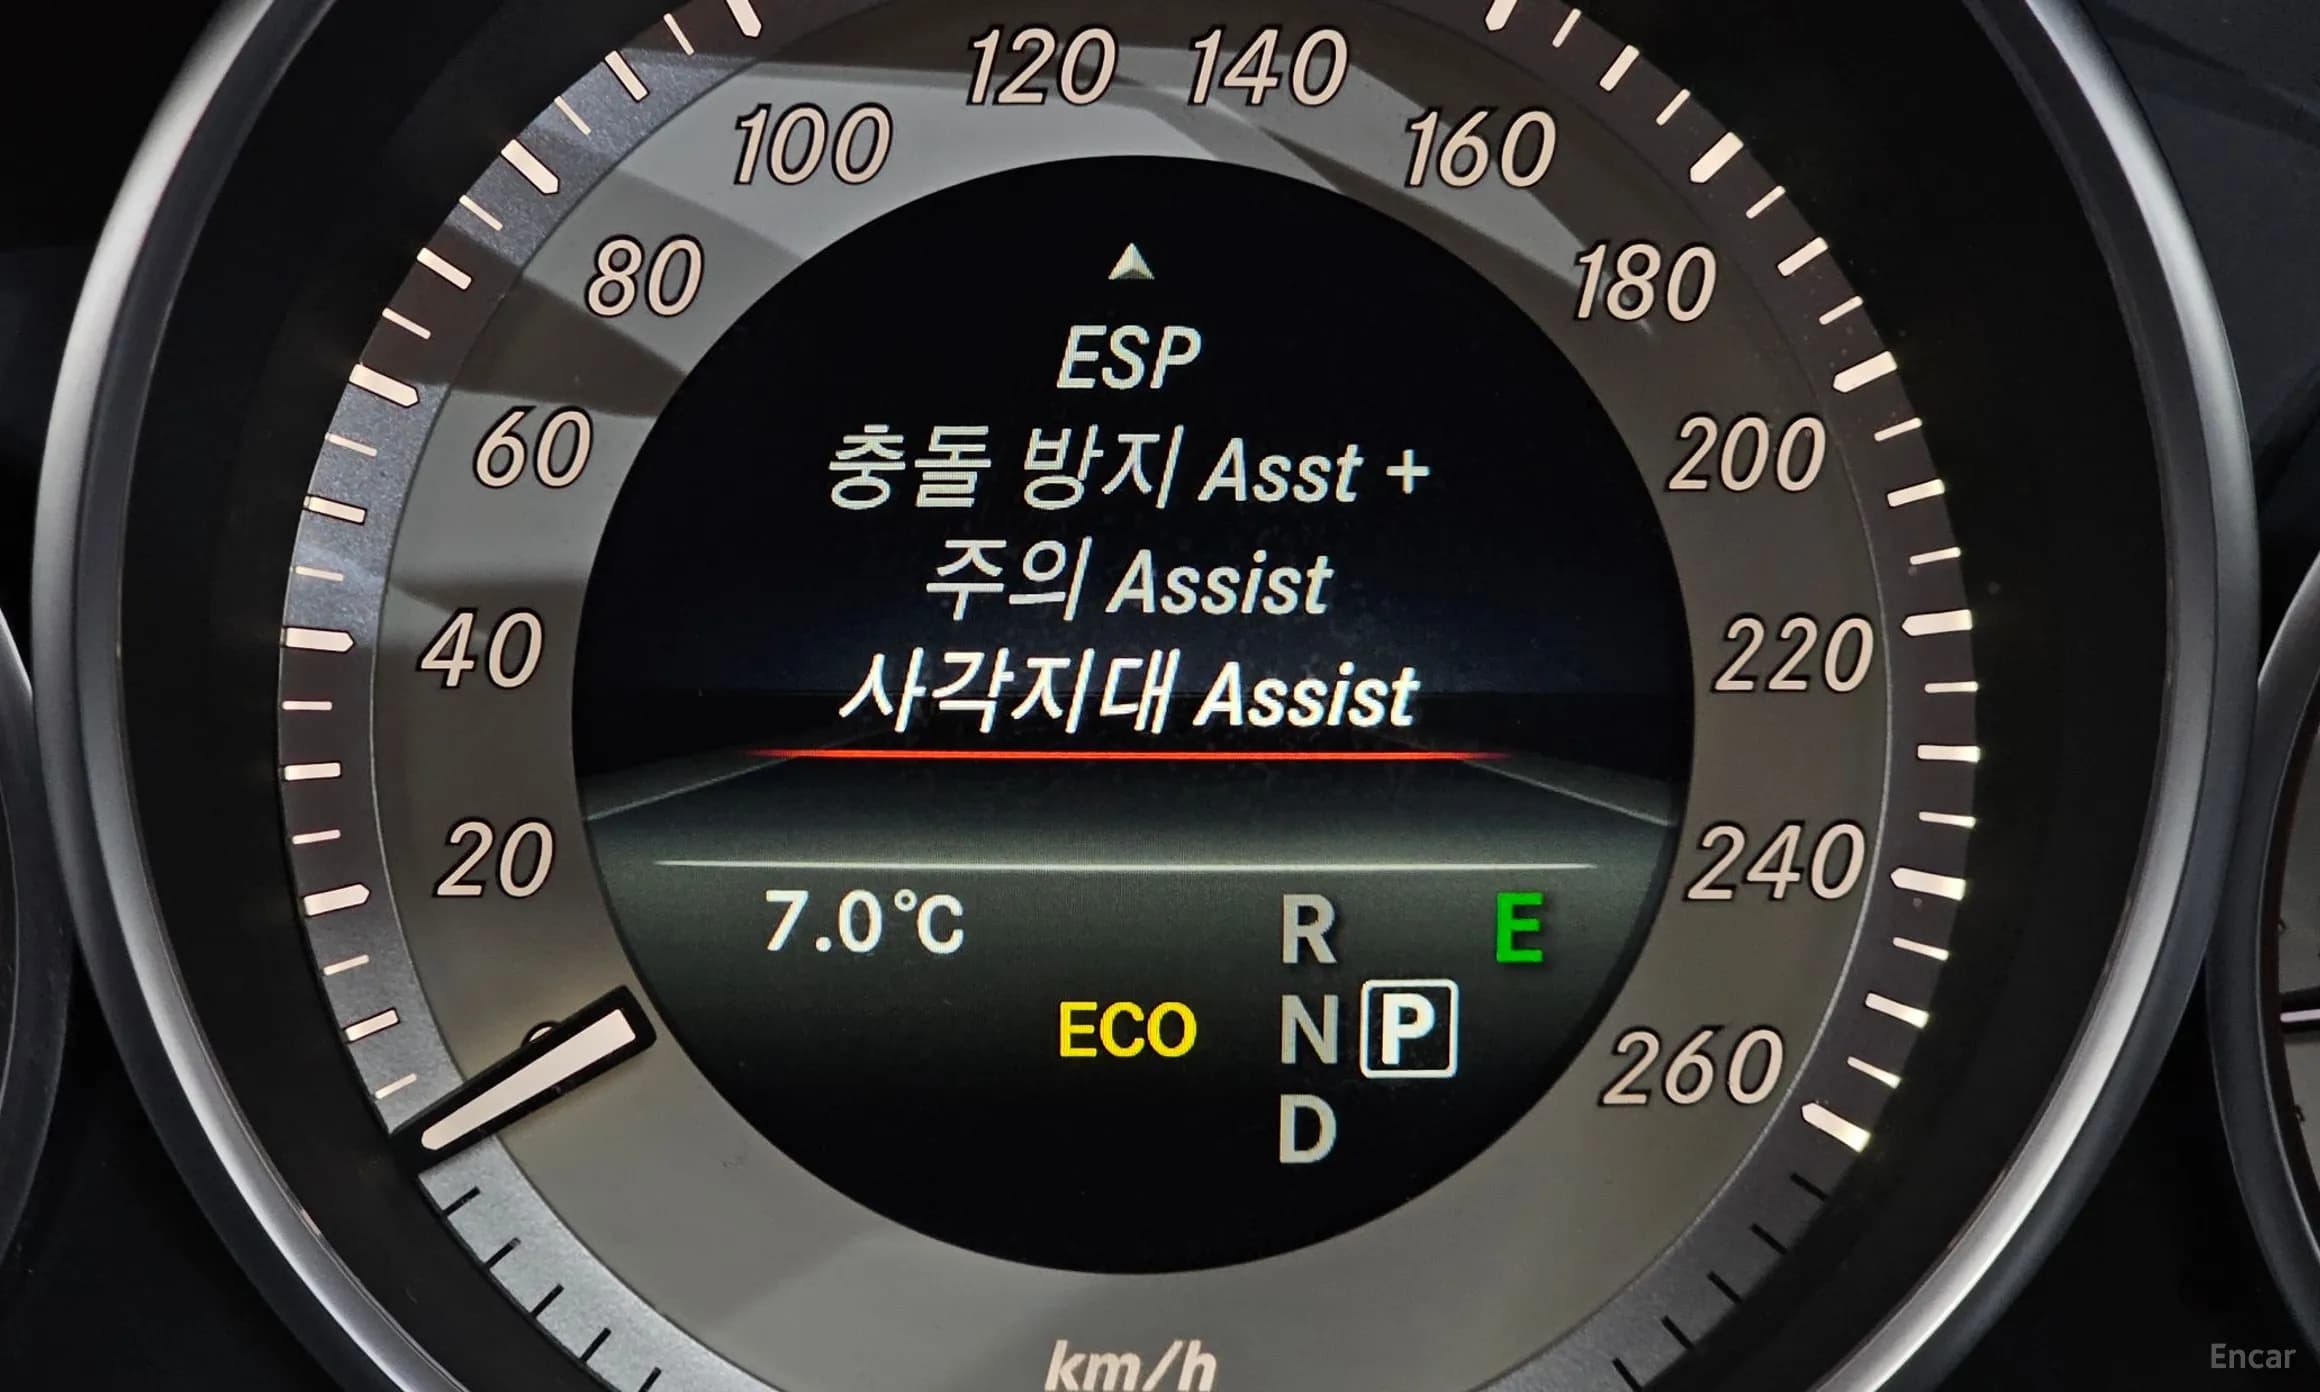 120 140
100 160
80 180
60 200
40 220
20 240
260
ESP
충돌 방지 Asst +
주의 Assist
사각지대 Assist
7.0°C
R E
ECO N P
D
km/h
Encar